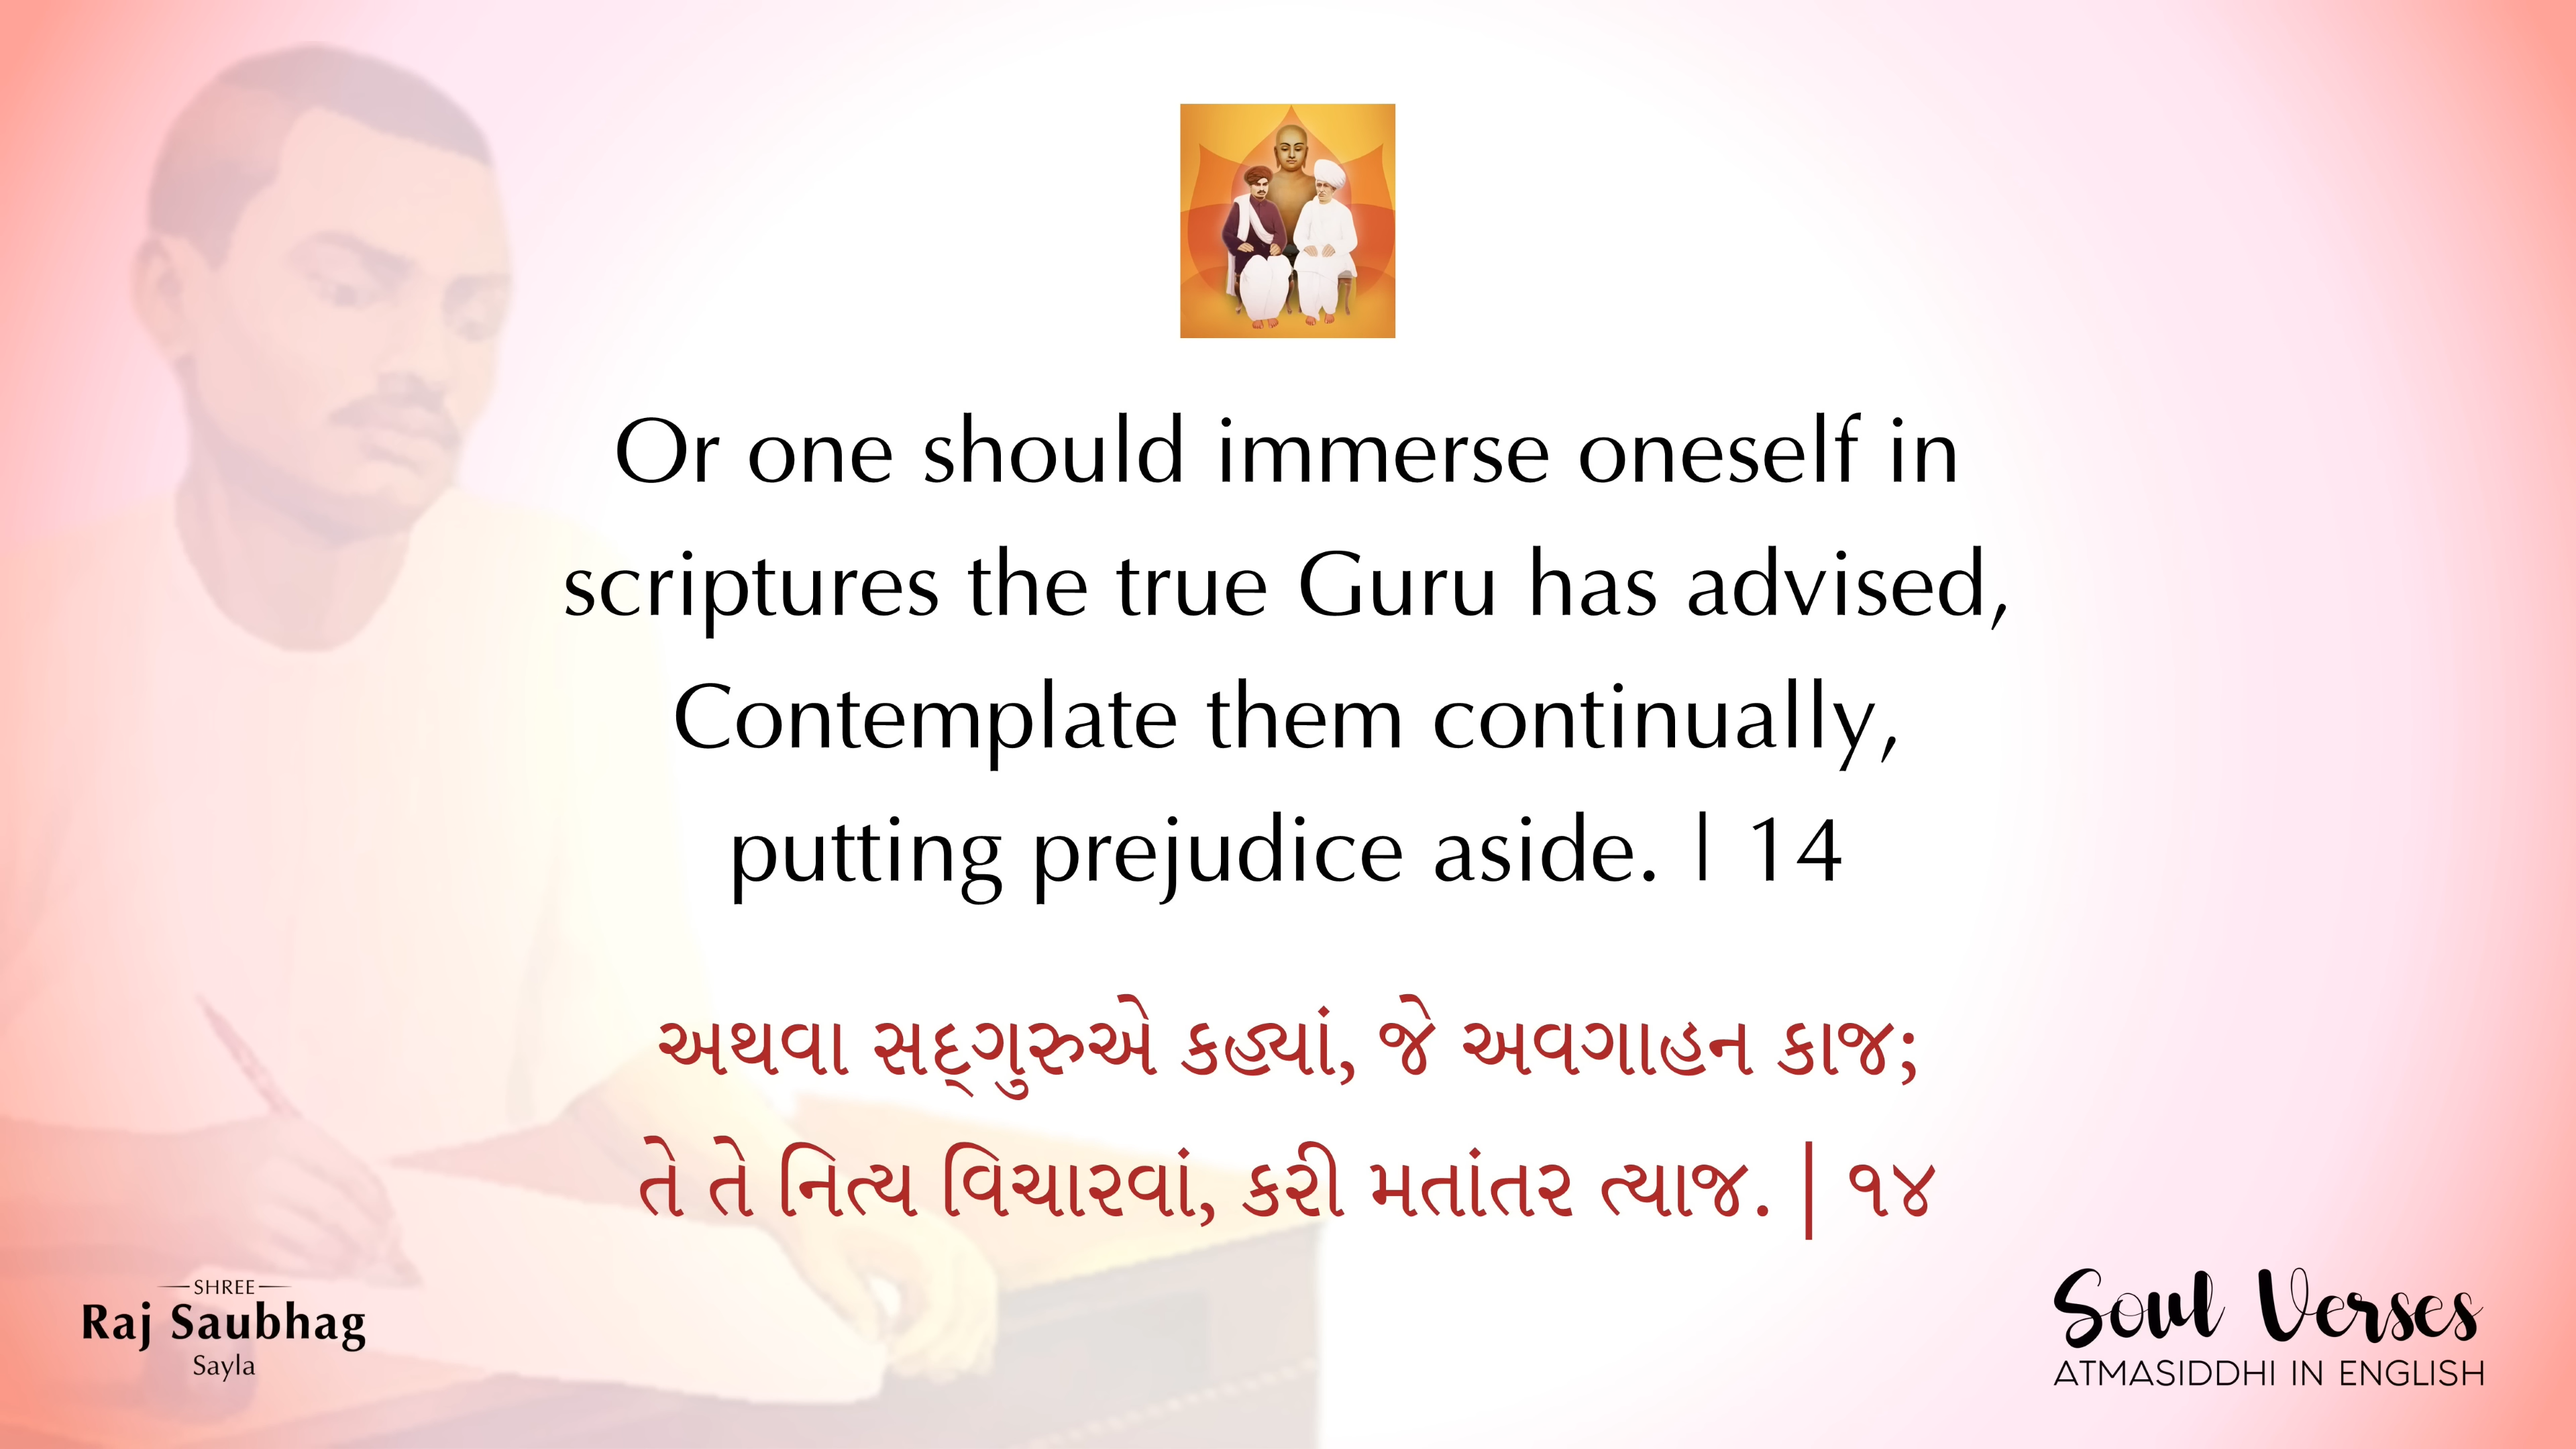 Or one should immerse oneself in
scriptures the true Guru has advised,
Contemplate them continually,
putting prejudice aside. | 14
અથવા સદ્‌ગુરુએ કહ્યાં, જે અવગાહન કાજ;
તે તે નિત્ય વિચારવાં, કરી મતાંતર ત્યાજ. | ૧૪
SHREE
Raj Saubhag
Sayla
Soul Verses
ATMASIDDHI IN ENGLISH